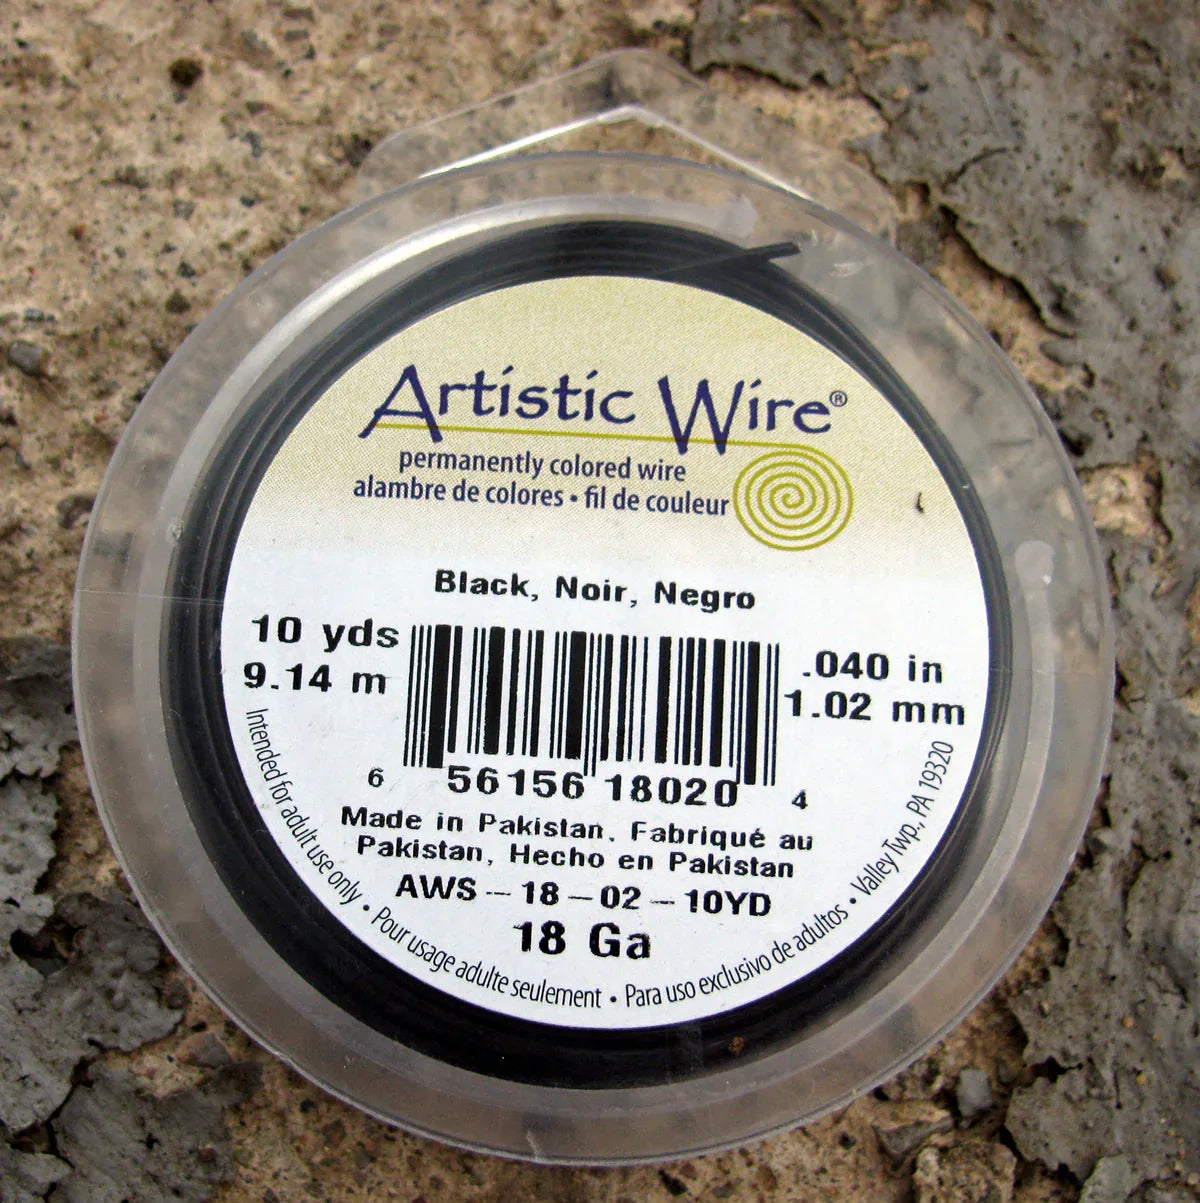 Artistic Wire®
permanently colored wire
alambre de colores • fil de couleur
Black, Noir, Negro
10 yds
9.14 m
.040 in
1.02 mm
6 56156 18020 4
Made in Pakistan. Fabriqué au
Pakistan, Hecho en Pakistan
AWS - 18 - 02 - 10YD
18 Ga
Intended for adult use only • Pour usage adulte seulement • Para uso exclusivo de adultos • Valley Twp., PA 19320